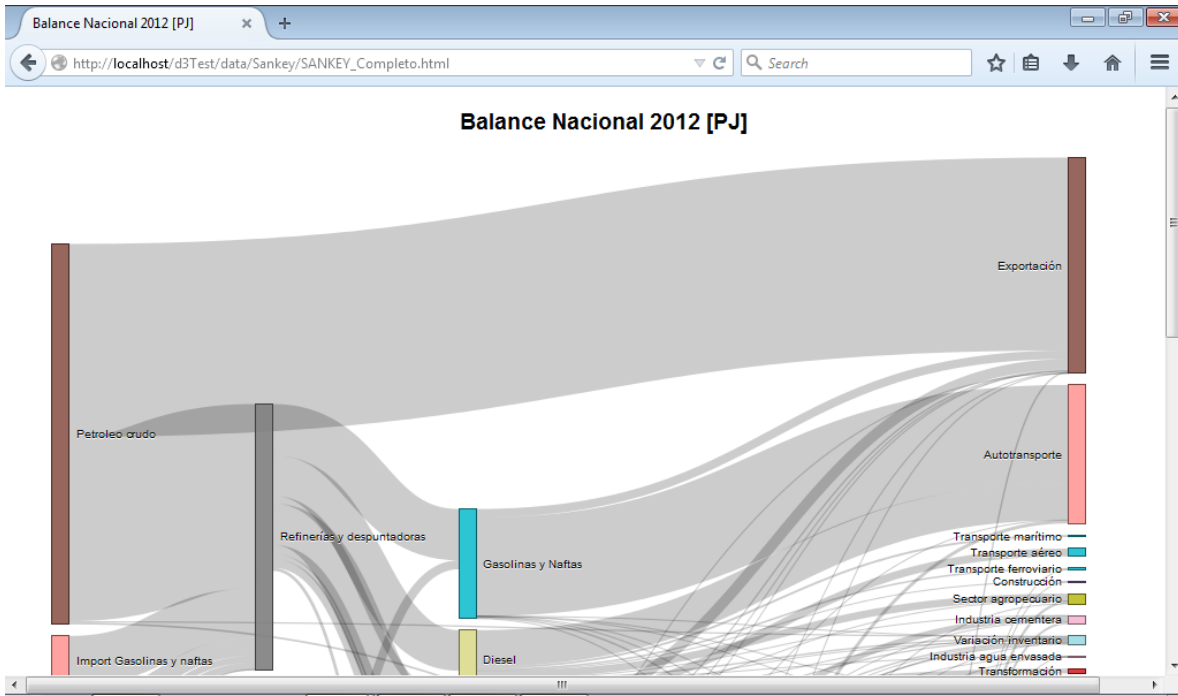 Balance Nacional 2012 [PJ]
http://localhost/d3Test/data/Sankey/SANKEY_Completo.html
Search
Balance Nacional 2012 [PJ]
Exportación
Petroleo crudo
Autotransporte
Refinerías y despuntadoras
Transporte marítimo
Transporte aéreo
Gasolinas y Naftas
Transporte ferroviario
Construcción
Sector agropecuario
Industria cementera
Variación inventario
Industria agua envasada
Import Gasolinas y naftas
Diesel
Transformación